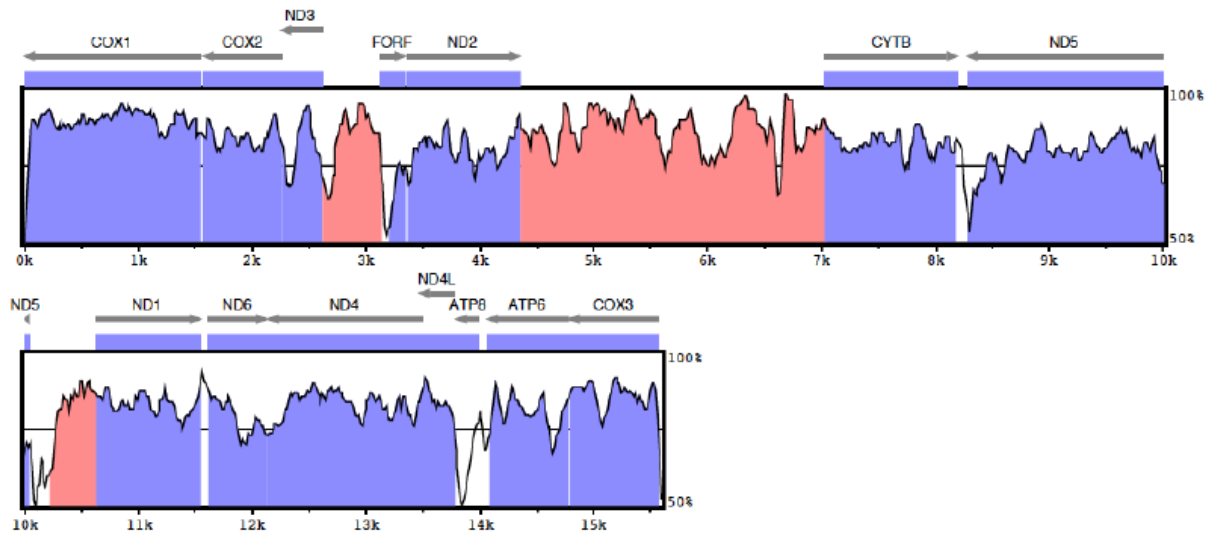 ND3
COX1 COX2 FORF ND2 CYTB ND5
100%
50%
0k 1k 2k 3k 4k 5k 6k 7k 8k 9k 10k
ND4L
ND5 ND1 ND6 ND4 ATP8 ATP6 COX3
100%
50%
10k 11k 12k 13k 14k 15k